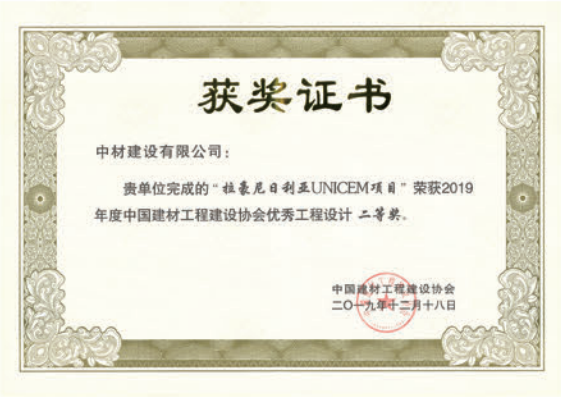 获奖证书
中材建设有限公司：
贵单位完成的“拉豪尼日利亚UNICEM项目”荣获2019
年度中国建材工程建设协会优秀工程设计 二等奖。
中国建材工程建设协会
二〇一九年十二月十八日